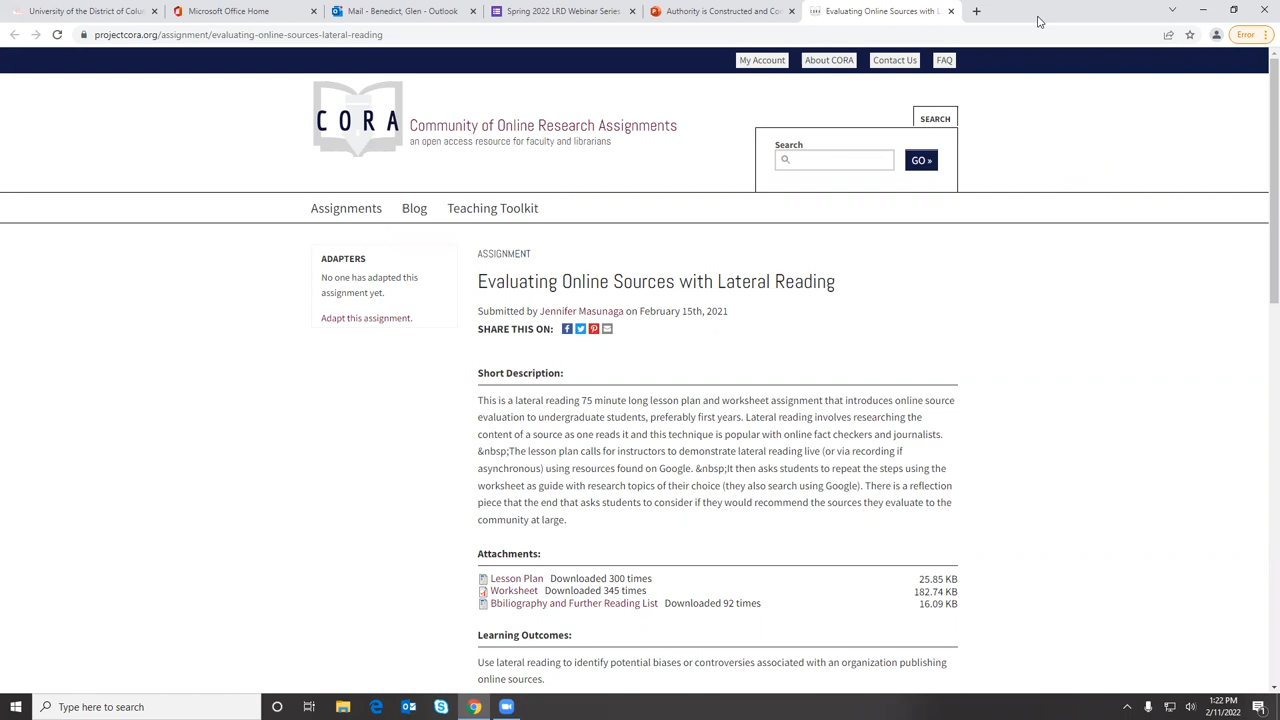 University of the District of Colu
Microsoft Office Home
Mail - Benedict, Glen - Outlook
Spring 2022 LRD Webinar Series
Authority is Constructed and Co
Evaluating Online Sources with L
projectcora.org/assignment/evaluating-online-sources-lateral-reading
Error
My Account
About CORA
Contact Us
FAQ
CORA
Community of Online Research Assignments
an open access resource for faculty and librarians
SEARCH
Search
GO »
Assignments
Blog
Teaching Toolkit
ADAPTERS
No one has adapted this
assignment yet.
Adapt this assignment.
ASSIGNMENT
Evaluating Online Sources with Lateral Reading
Submitted by Jennifer Masunaga on February 15th, 2021
SHARE THIS ON:
Short Description:
This is a lateral reading 75 minute long lesson plan and worksheet assignment that introduces online source
evaluation to undergraduate students, preferably first years. Lateral reading involves researching the
content of a source as one reads it and this technique is popular with online fact checkers and journalists.
&nbsp;The lesson plan calls for instructors to demonstrate lateral reading live (or via recording if
asynchronous) using resources found on Google. &nbsp;It then asks students to repeat the steps using the
worksheet as guide with research topics of their choice (they also search using Google). There is a reflection
piece that the end that asks students to consider if they would recommend the sources they evaluate to the
community at large.
Attachments:
Lesson Plan Downloaded 300 times 25.85 KB
Worksheet Downloaded 345 times 182.74 KB
Bbiliography and Further Reading List Downloaded 92 times 16.09 KB
Learning Outcomes:
Use lateral reading to identify potential biases or controversies associated with an organization publishing
online sources.
Type here to search
1:22 PM
2/11/2022